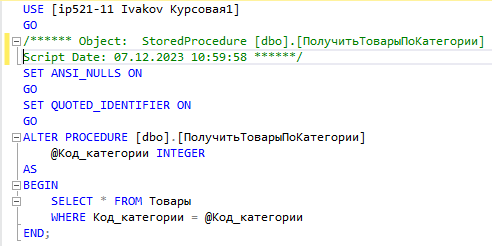 USE [ip521-11 Ivakov Курсовая1]
GO
/****** Object:  StoredProcedure [dbo].[ПолучитьТоварыПоКатегории]
Script Date: 07.12.2023 10:59:58 ******/
SET ANSI_NULLS ON
GO
SET QUOTED_IDENTIFIER ON
GO
ALTER PROCEDURE [dbo].[ПолучитьТоварыПоКатегории]
    @Код_категории INTEGER
AS
BEGIN
    SELECT * FROM Товары
    WHERE Код_категории = @Код_категории
END;